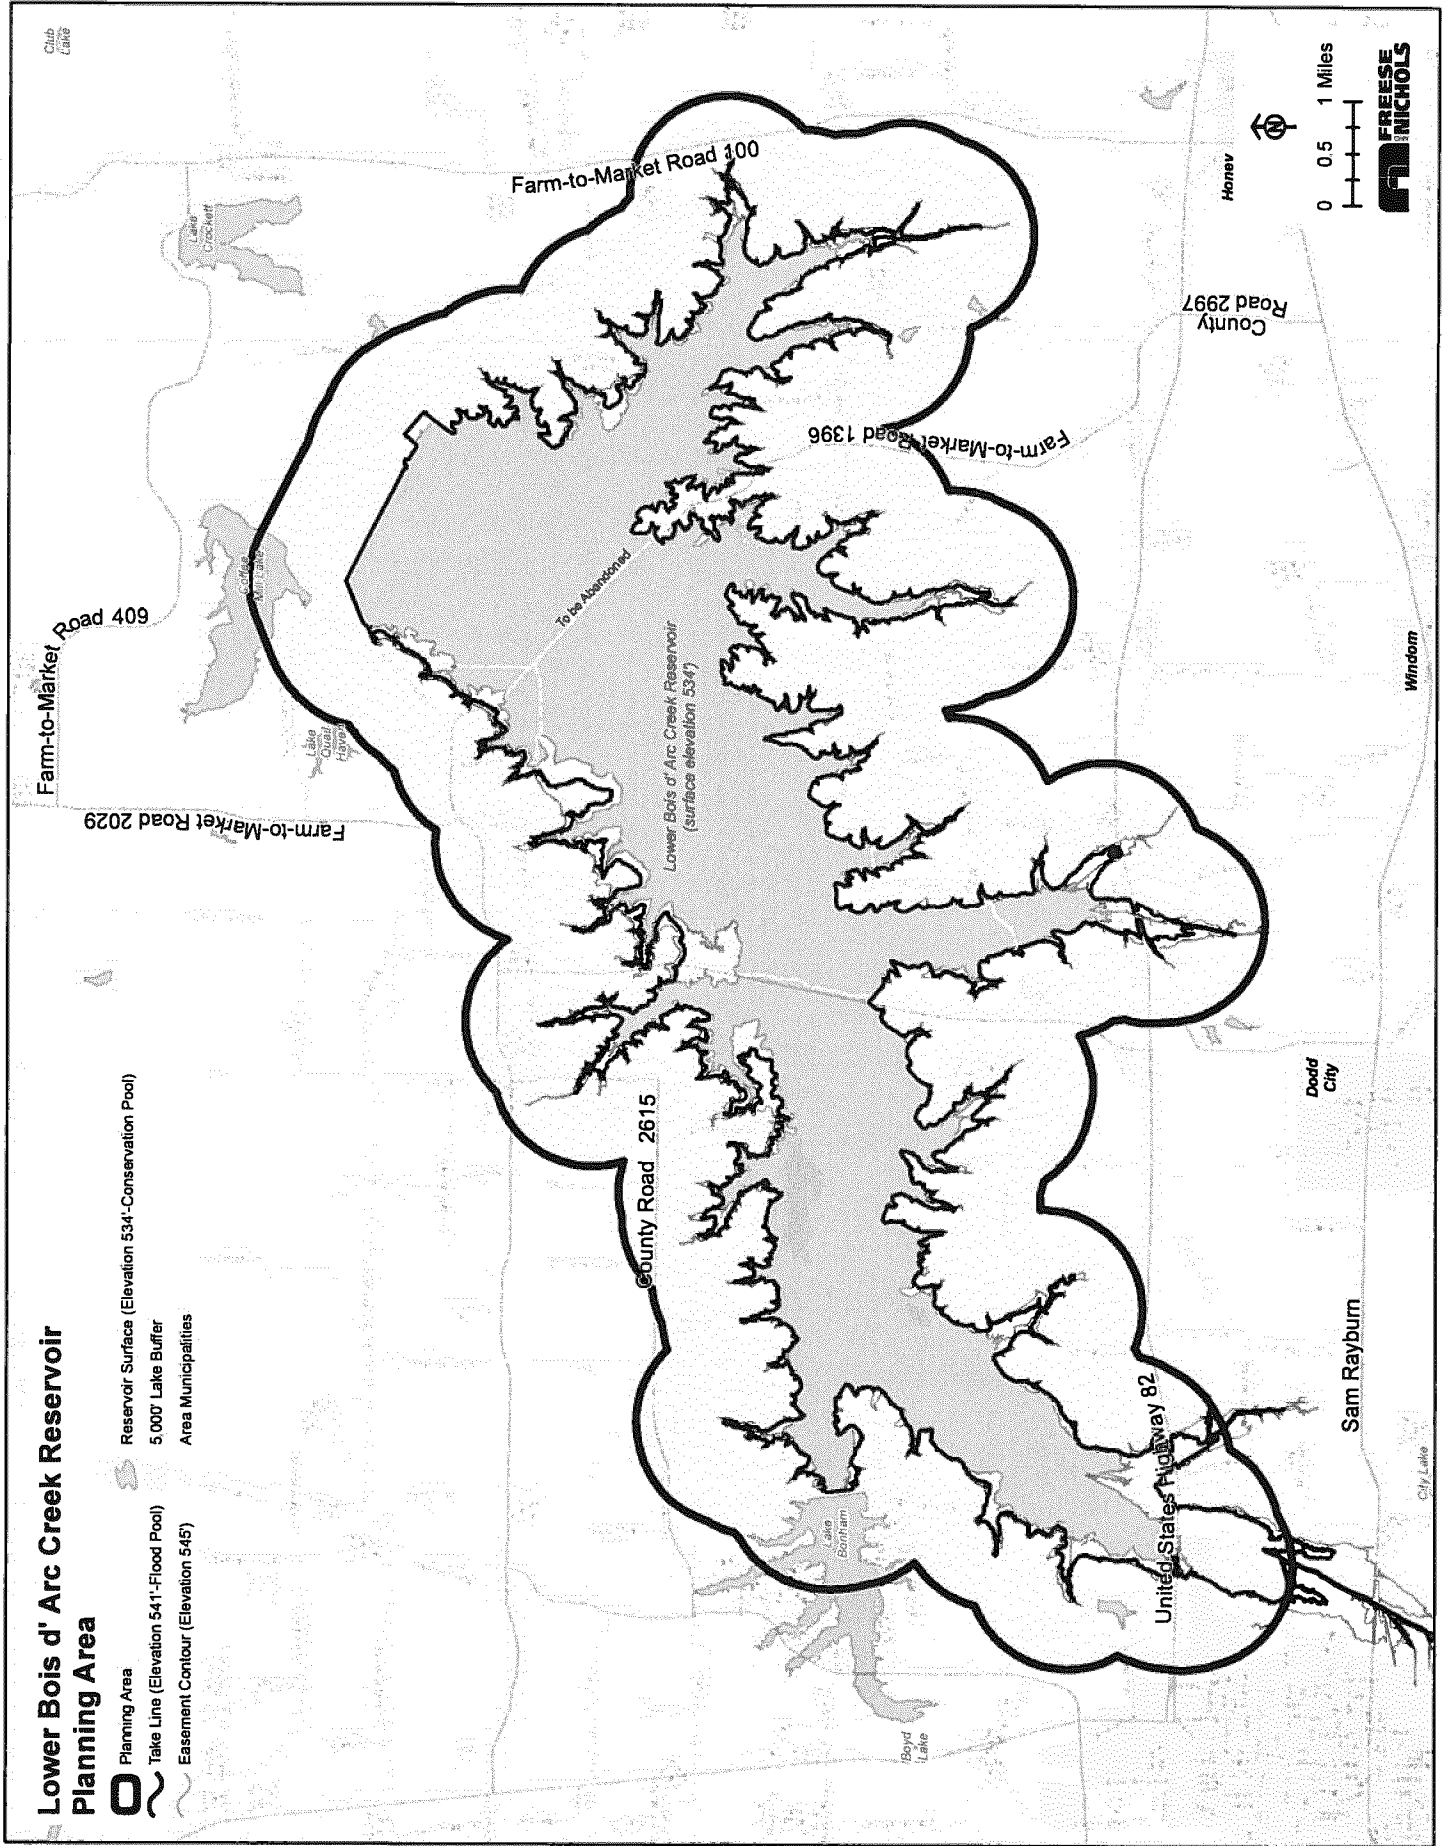 Lower Bois d' Arc Creek Reservoir
Planning Area
Planning Area
Take Line (Elevation 541'-Flood Pool)
Easement Contour (Elevation 545')
Reservoir Surface (Elevation 534'-Conservation Pool)
5,000' Lake Buffer
Area Municipalities
Club
Lake
Lake
Crockett
Farm-to-Market Road 409
Coffee
Mill Lake
Lake
Quail
Haven
Farm-to-Market Road 2029
Farm-to-Market Road 100
To be Abandoned
Lower Bois d' Arc Creek Reservoir
(surface elevation 534')
Farm-to-Market Road 1396
County Road 2615
County
Road 2997
Lake
Bonham
Boyd
Lake
United States Highway 82
Dodd
City
Windom
Honey
Sam Rayburn
City Lake
N
0 0.5 1 Miles
FREESE
AND NICHOLS